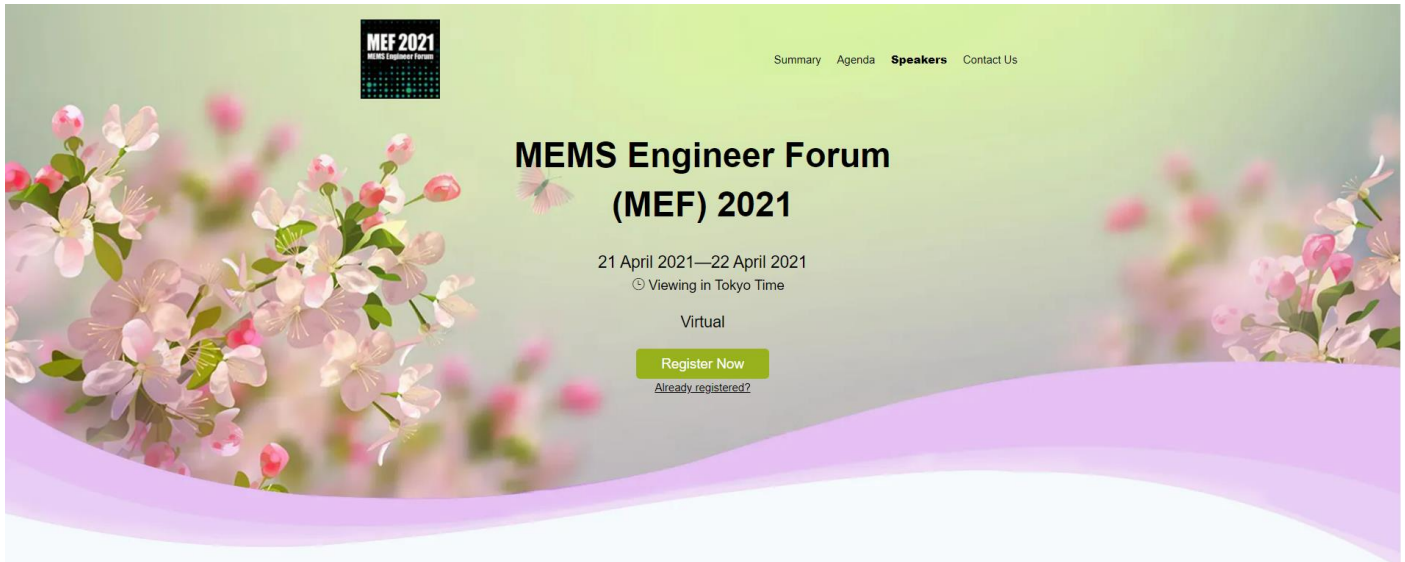 MEF 2021
MEMS Engineer Forum
Summary Agenda Speakers Contact Us
MEMS Engineer Forum
(MEF) 2021
21 April 2021—22 April 2021
Viewing in Tokyo Time
Virtual
Register Now
Already registered?